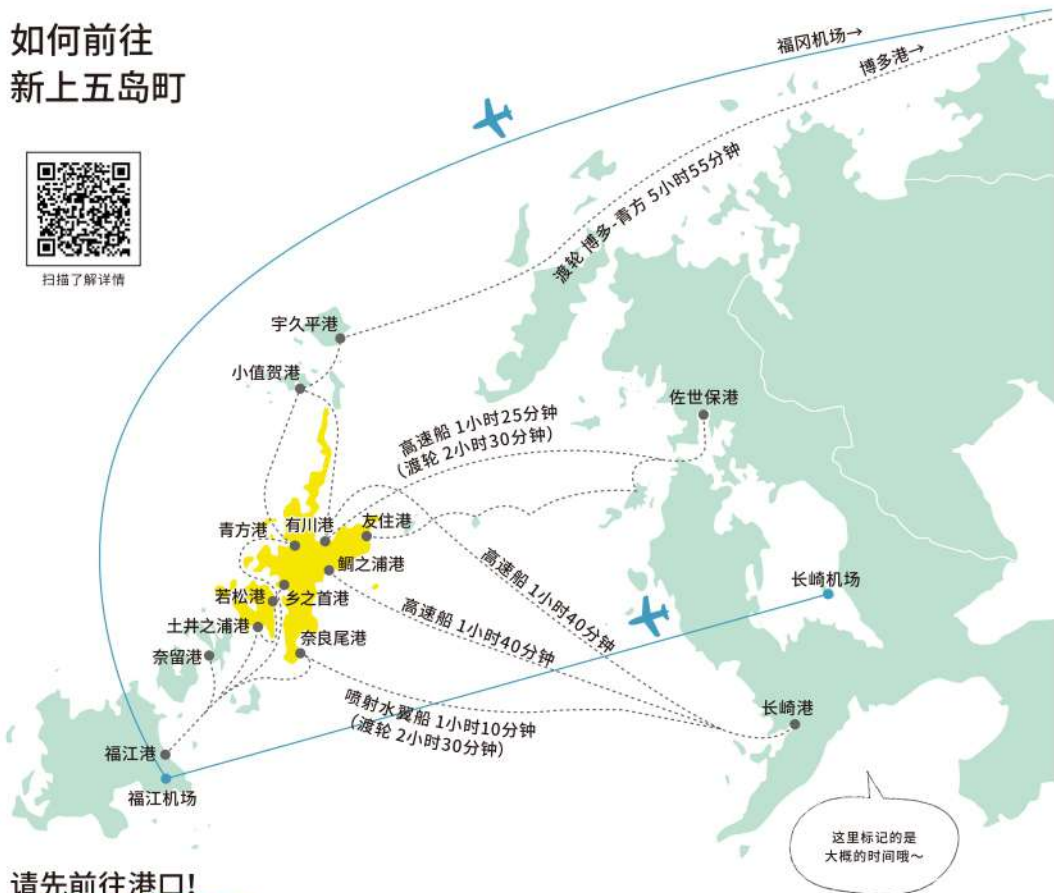 如何前往
新上五岛町
扫描了解详情
福冈机场→
博多港→
渡轮 博多-青方 5小时55分钟
宇久平港
小值贺港
佐世保港
高速船 1小时25分钟
（渡轮 2小时30分钟）
青方港
有川港
友住港
鲷之浦港
高速船 1小时40分钟
长崎机场
若松港
乡之首港
高速船 1小时40分钟
土井之浦港
奈良尾港
奈留港
喷射水翼船 1小时10分钟
（渡轮 2小时30分钟）
长崎港
福江港
福江机场
这里标记的是
大概的时间哦～
请先前往港口！